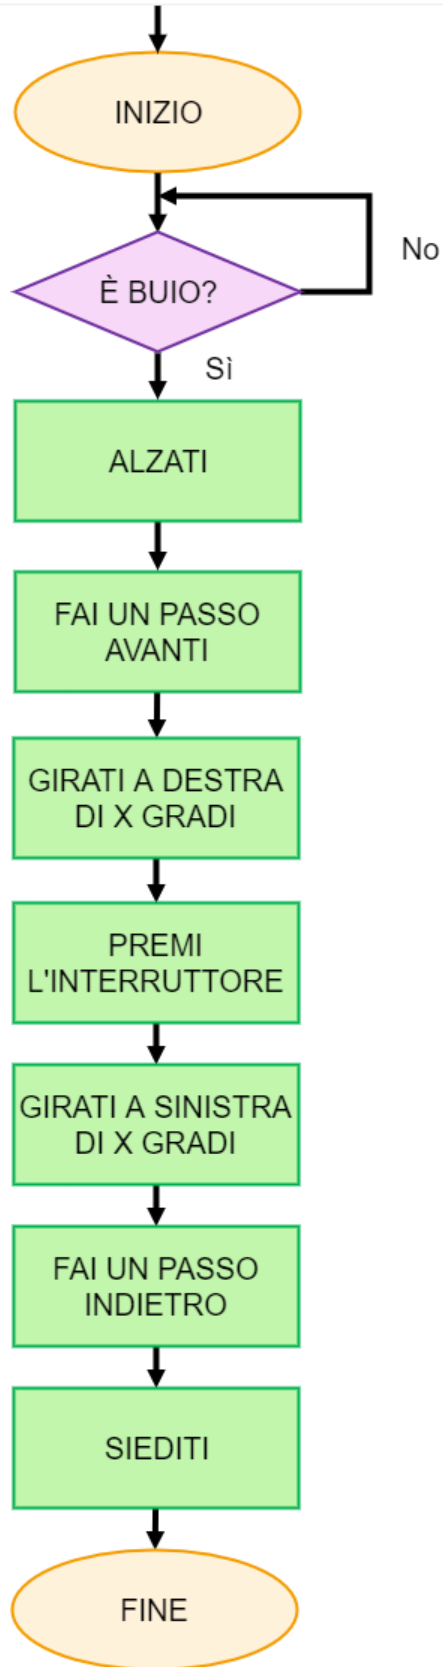 INIZIO
È BUIO?
No
Sì
ALZATI
FAI UN PASSO
AVANTI
GIRATI A DESTRA
DI X GRADI
PREMI
L'INTERRUTTORE
GIRATI A SINISTRA
DI X GRADI
FAI UN PASSO
INDIETRO
SIEDITI
FINE